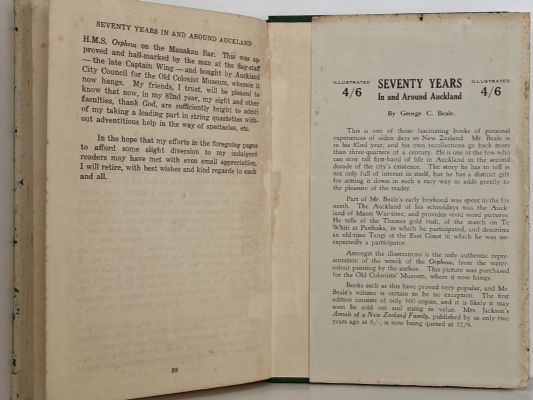 SEVENTY YEARS IN AND AROUND AUCKLAND
H.M.S. Orpheus on the Manakau Bar. This was ap-
proved and hall-marked by the man at the flag-staff
—the late Captain Wing—and bought by Auckland
City Council for the Old Colonist Museum, wherein it
now hangs. My friends, I trust, will be pleased to
know that now, in my 82nd year, my sight and other
faculties, thank God, are sufficiently bright to admit
of my taking a leading part in string quartettes with-
out adventitious help in the way of spectacles, etc.
In the hope that my efforts in the foregoing pages
to afford some slight diversion to my indulgent
readers may have met with even small appreciation,
I will retire, with best wishes and kind regards to each
and all.
88
ILLUSTRATED
4/6
SEVENTY YEARS
In and Around Auckland
ILLUSTRATED
4/6
By George C. Beale.
This is one of those fascinating books of personal
experiences of olden days in New Zealand. Mr. Beale is
in his 82nd year, and his own recollections go back more
than three-quarters of a century. He is one of the few who
can now tell first-hand of life in Auckland in the second
decade of the city's existence. The story he has to tell is
not only full of interest in itself, but he has a distinct gift
for setting it down in such a racy way as adds greatly to
the pleasure of the reader.
Part of Mr. Beale's early boyhood was spent in the far
north. The Auckland of his schooldays was the Auck-
land of Maori War-time, and provides vivid word pictures.
He tells of the Thames gold rush, of the march on Te
Whiti at Parihaka, in which he participated, and describes
an old-time Tangi at the East Coast in which he was un-
expectedly a participator.
Amongst the illustrations is the only authentic repre-
sentation of the wreck of the Orpheus, from the water-
colour painting by the author. This picture was purchased
for the Old Colonists' Museum, where it now hangs.
Books such as this have proved very popular, and Mr.
Beale's volume is certain to be no exception. The first
edition consists of only 500 copies, and it is likely it may
soon be sold out and rising in value. Mrs. Jackson's
Annals of a New Zealand Family, published by us only two
years ago at 6/-, is now being quoted at 12/6.